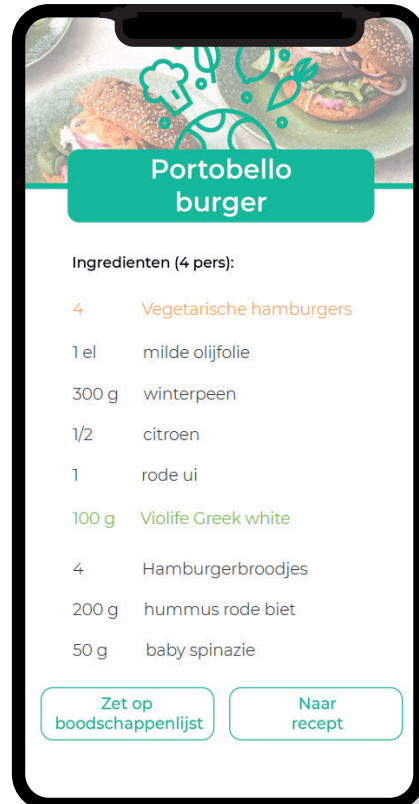 Portobello
burger
Ingredienten (4 pers):
4 Vegetarische hamburgers
1 el milde olijfolie
300 g winterpeen
1/2 citroen
1 rode ui
100 g Violife Greek white
4 Hamburgerbroodjes
200 g hummus rode biet
50 g baby spinazie
Zet op
boodschappenlijst
Naar
recept